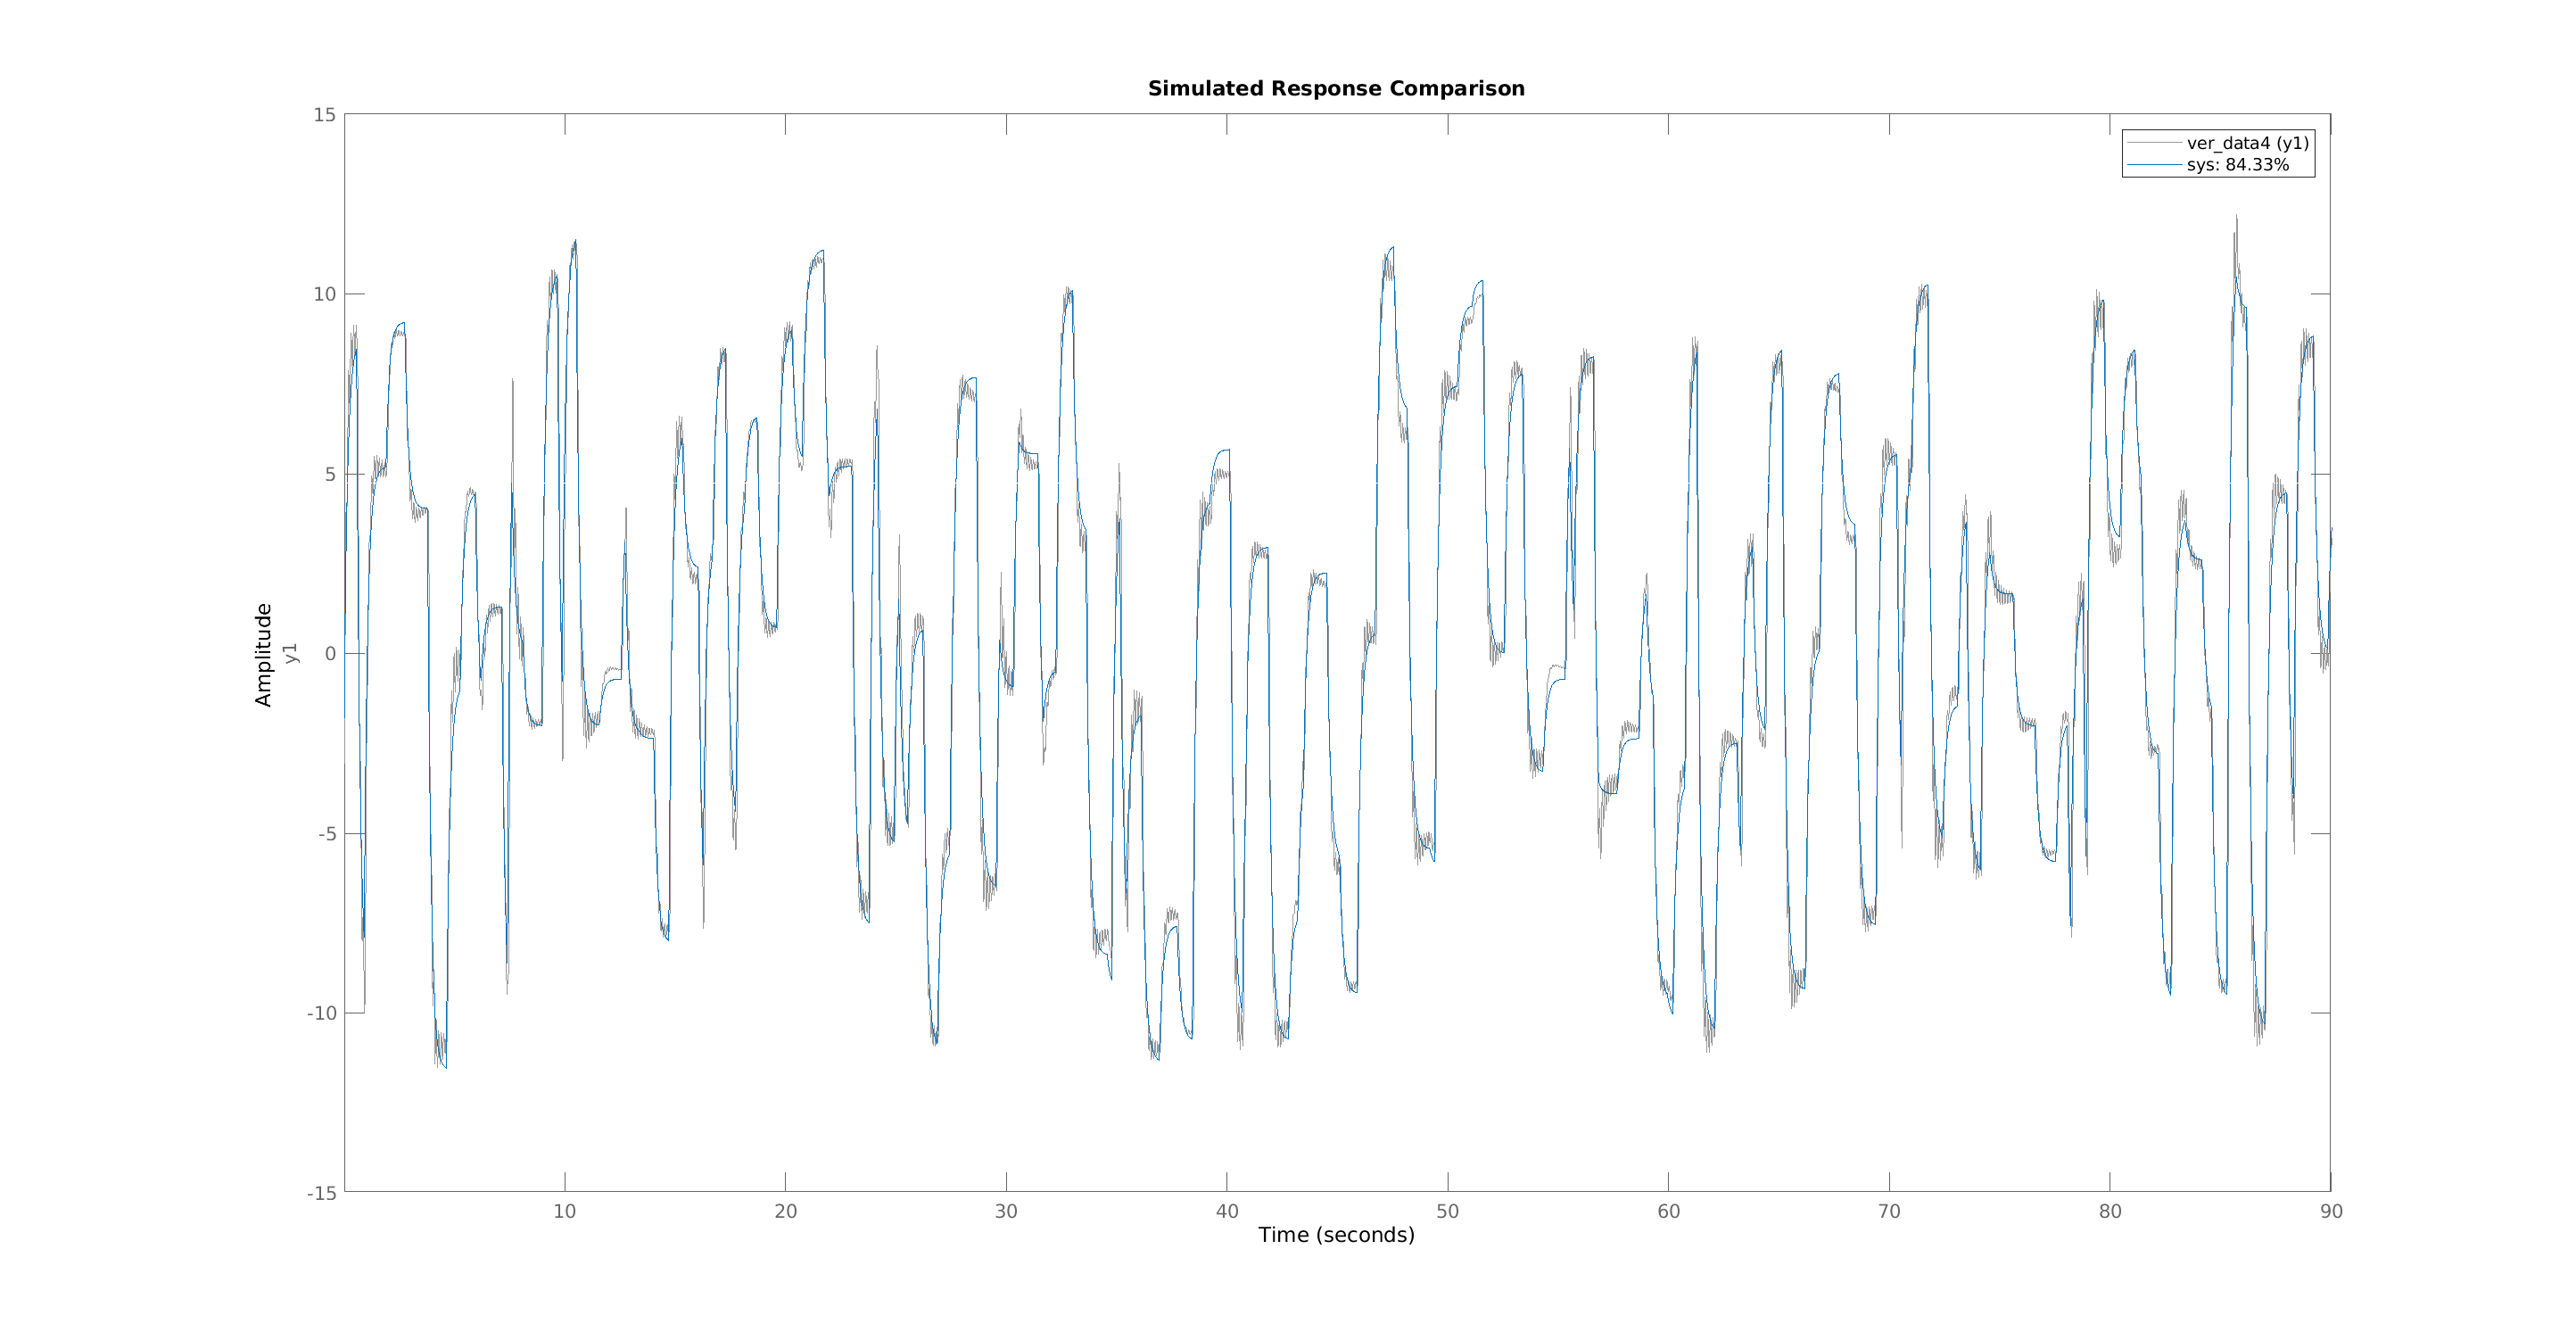 Simulated Response Comparison
15
10
5
0
-5
-10
-15
Amplitude
y1
ver_data4 (y1)
sys: 84.33%
10 20 30 40 50 60 70 80 90
Time (seconds)